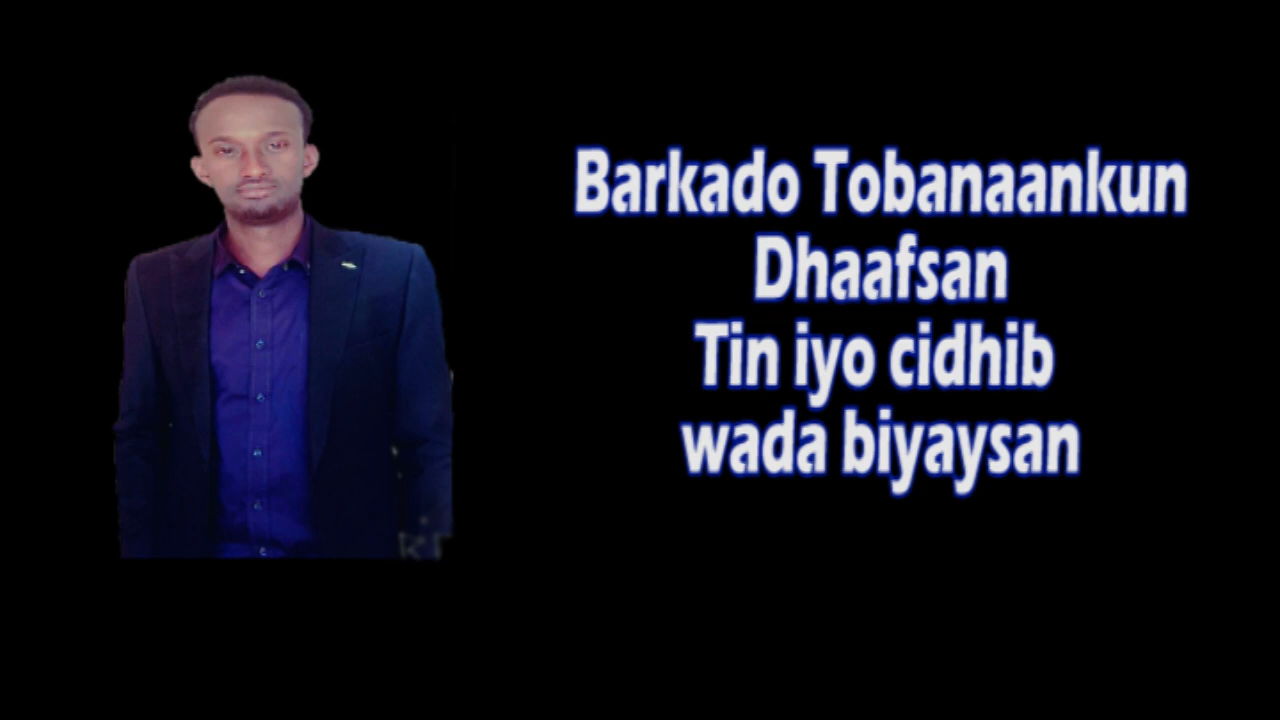 Barkado Tobanaankun
Dhaafsan
Tin iyo cidhib
wada biyaysan